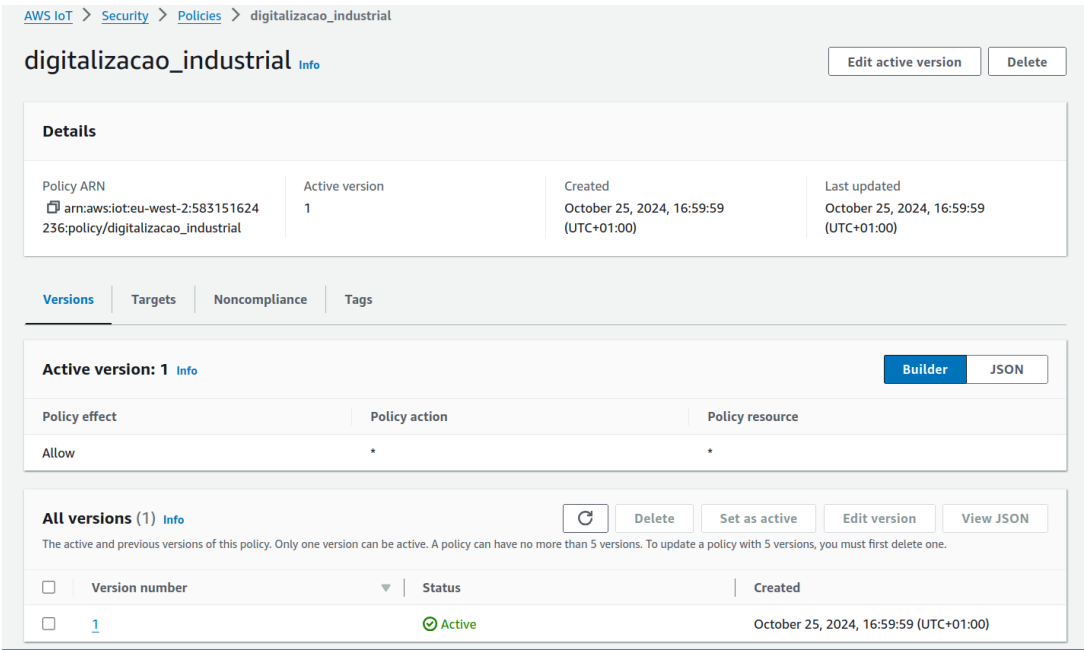 AWS IoT > Security > Policies > digitalizacao_industrial
digitalizacao_industrial Info
Edit active version Delete
Details
Policy ARN
arn:aws:iot:eu-west-2:583151624
236:policy/digitalizacao_industrial
Active version
1
Created
October 25, 2024, 16:59:59
(UTC+01:00)
Last updated
October 25, 2024, 16:59:59
(UTC+01:00)
Versions Targets Noncompliance Tags
Active version: 1 Info
Builder JSON
Policy effect Policy action Policy resource
Allow * *
All versions (1) Info
Delete Set as active Edit version View JSON
The active and previous versions of this policy. Only one version can be active. A policy can have no more than 5 versions. To update a policy with 5 versions, you must first delete one.
Version number Status Created
1 Active October 25, 2024, 16:59:59 (UTC+01:00)